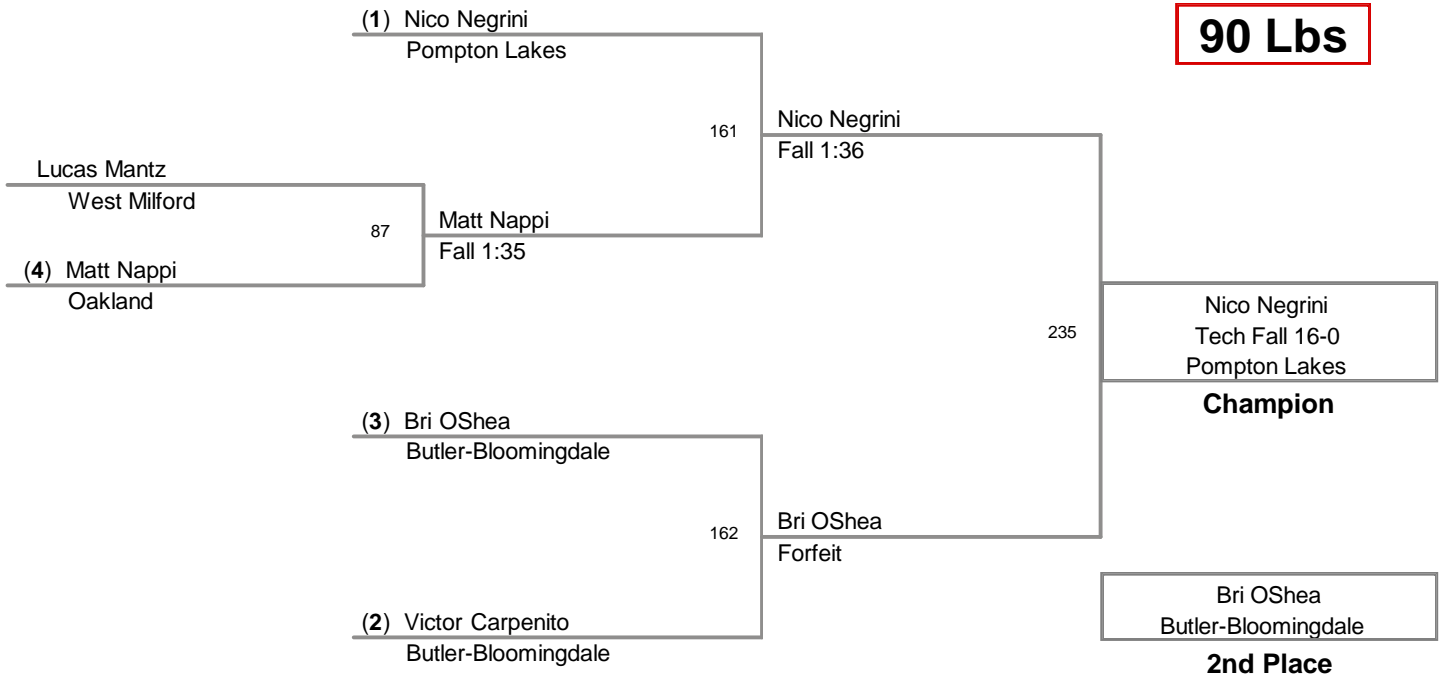 (1) Nico Negrini
Pompton Lakes
90 Lbs
161
Nico Negrini
Fall 1:36
Lucas Mantz
West Milford
87
Matt Nappi
Fall 1:35
(4) Matt Nappi
Oakland
235
Nico Negrini
Tech Fall 16-0
Pompton Lakes
Champion
(3) Bri OShea
Butler-Bloomingdale
162
Bri OShea
Forfeit
(2) Victor Carpenito
Butler-Bloomingdale
Bri OShea
Butler-Bloomingdale
2nd Place